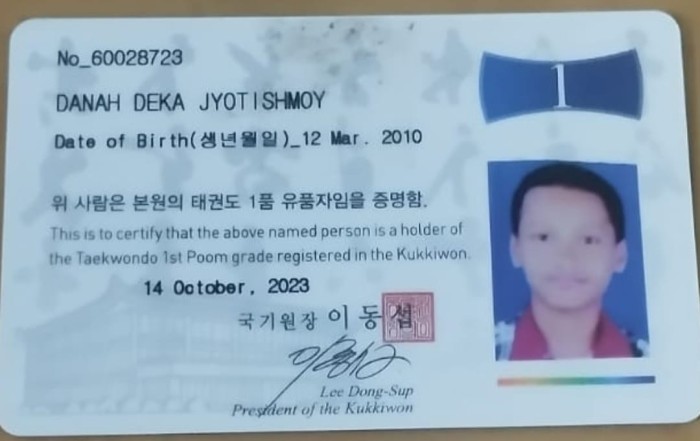 No_60028723
1
DANAH DEKA JYOTISHMOY
Date of Birth(생년월일)_12 Mar. 2010
위 사람은 본원의 태권도 1품 유품자임을 증명함.
This is to certify that the above named person is a holder of
the Taekwondo 1st Poom grade registered in the Kukkiwon.
14 October, 2023
국기원장 이동섭
Lee Dong-Sup
President of the Kukkiwon